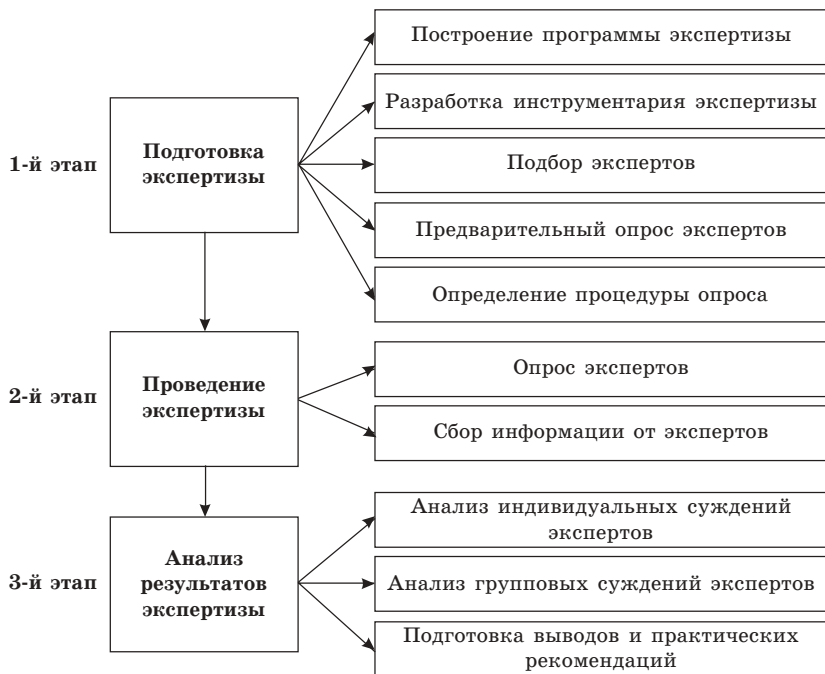 1-й этап
Подготовка
экспертизы
Построение программы экспертизы
Разработка инструментария экспертизы
Подбор экспертов
Предварительный опрос экспертов
Определение процедуры опроса
2-й этап
Проведение
экспертизы
Опрос экспертов
Сбор информации от экспертов
3-й этап
Анализ
результатов
экспертизы
Анализ индивидуальных суждений
экспертов
Анализ групповых суждений экспертов
Подготовка выводов и практических
рекомендаций